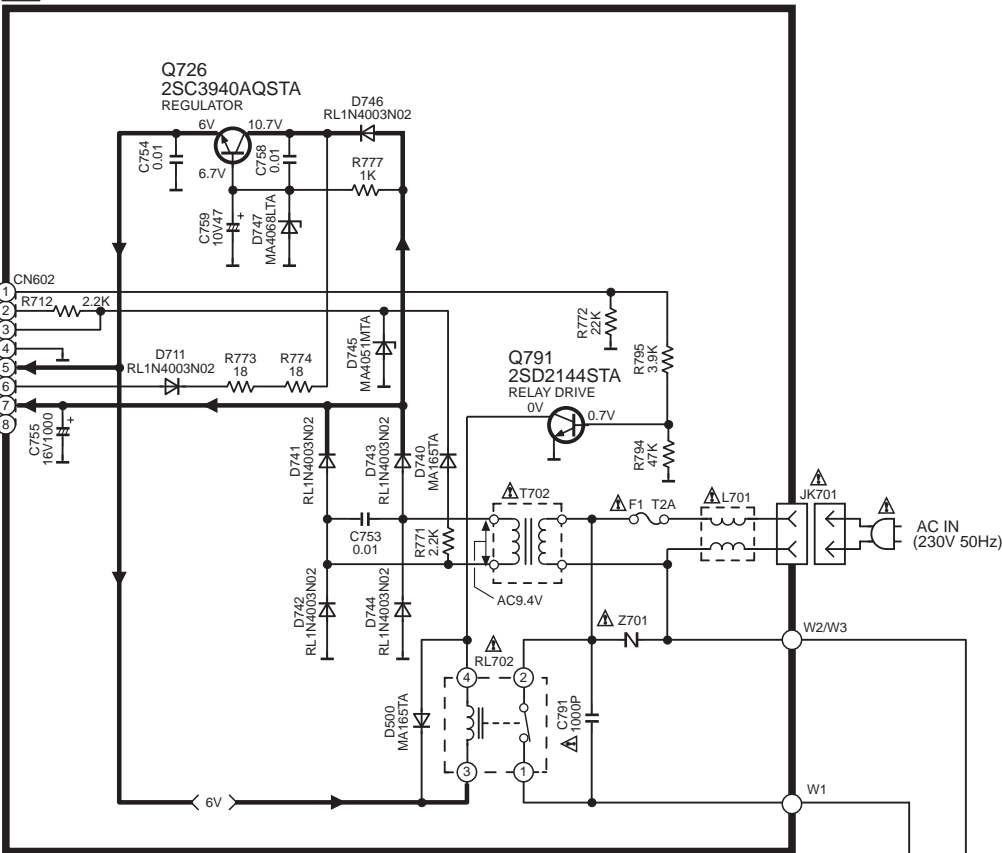 Q726
2SC3940AQSTA
REGULATOR
6V
10.7V
6.7V
D746
RL1N4003N02
C754
0.01
C758
0.01
R777
1K
C759
10V47
+
D747
MA4068LTA
CN602
1
2
3
4
5
6
7
8
R712
2.2K
D711
RL1N4003N02
R773
18
R774
18
D745
MA4051MTA
R772
22K
R795
3.9K
Q791
2SD2144STA
RELAY DRIVE
0V
0.7V
R794
47K
C755
16V1000
+
D741
RL1N4003N02
D743
RL1N4003N02
D740
MA165TA
C753
0.01
R771
2.2K
T702
F1 T2A
L701
JK701
AC IN
(230V 50Hz)
D742
RL1N4003N02
D744
RL1N4003N02
AC9.4V
Z701
W2/W3
RL702
4
2
3
1
D500
MA165TA
C791
1000P
6V
W1